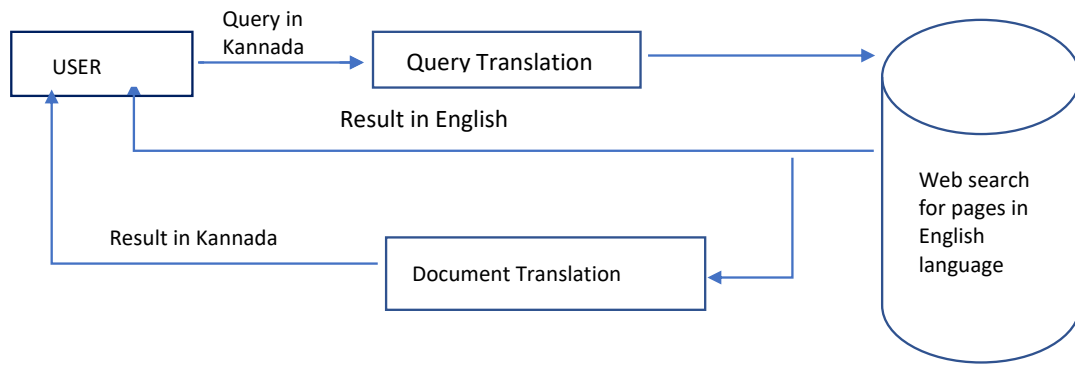 Query in
Kannada
USER
Query Translation
Result in English
Web search
for pages in
English
language
Result in Kannada
Document Translation